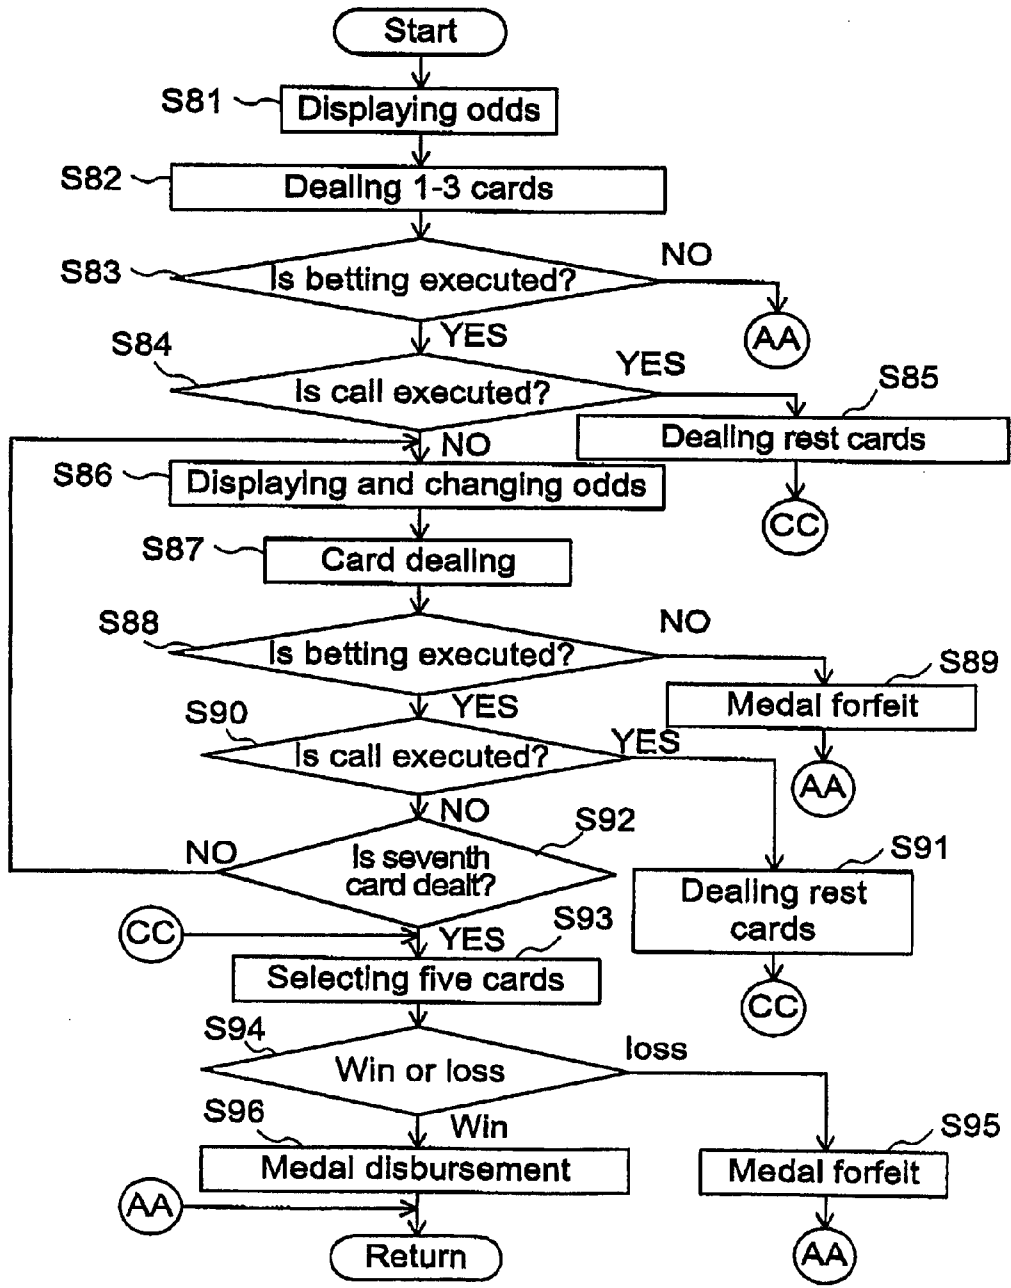 Start
S81
Displaying odds
S82
Dealing 1-3 cards
S83
Is betting executed?
NO
AA
YES
S84
Is call executed?
YES
S85
Dealing rest cards
CC
NO
S86
Displaying and changing odds
S87
Card dealing
S88
Is betting executed?
NO
S89
Medal forfeit
AA
YES
S90
Is call executed?
YES
NO
S92
Is seventh
card dealt?
NO
S91
Dealing rest
cards
CC
CC
YES
S93
Selecting five cards
S94
Win or loss
loss
Win
S96
Medal disbursement
S95
Medal forfeit
AA
AA
Return